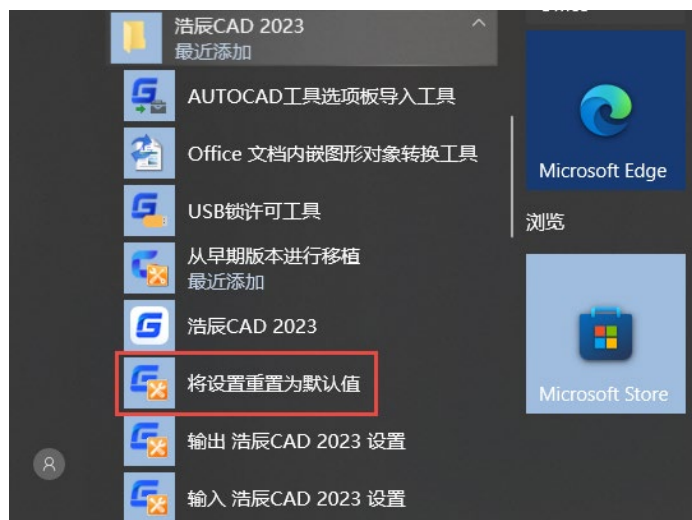 浩辰CAD 2023
最近添加
AUTOCAD工具选项板导入工具
Office 文档内嵌图形对象转换工具
USB锁许可工具
从早期版本进行移植
最近添加
浩辰CAD 2023
将设置重置为默认值
输出 浩辰CAD 2023 设置
输入 浩辰CAD 2023 设置
Microsoft Edge
浏览
Microsoft Store